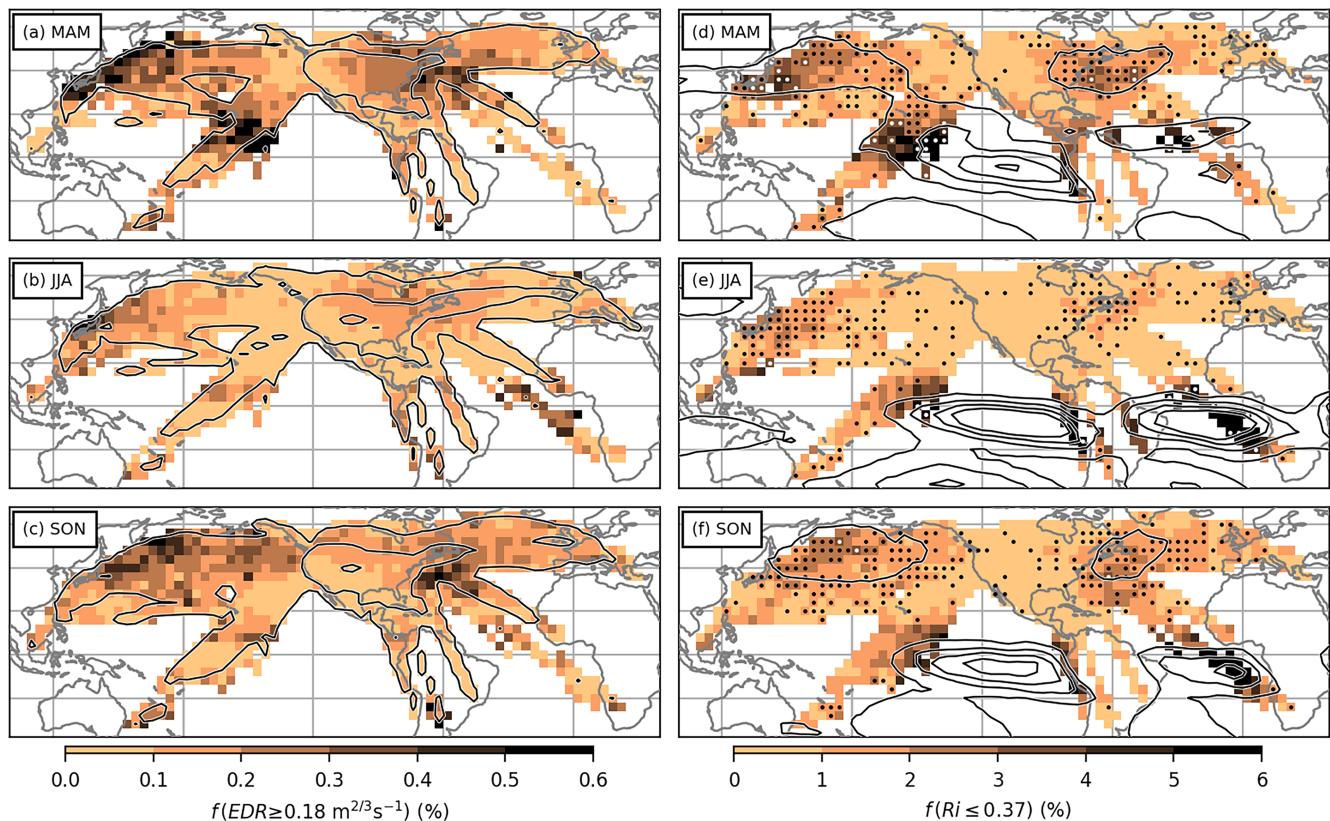 (a) MAM
(d) MAM
(b) JJA
(e) JJA
(c) SON
(f) SON
0.0 0.1 0.2 0.3 0.4 0.5 0.6
0 1 2 3 4 5 6
f(EDR≥0.18 m^{2/3}s^{−1}) (%)
f(Ri ≤ 0.37) (%)